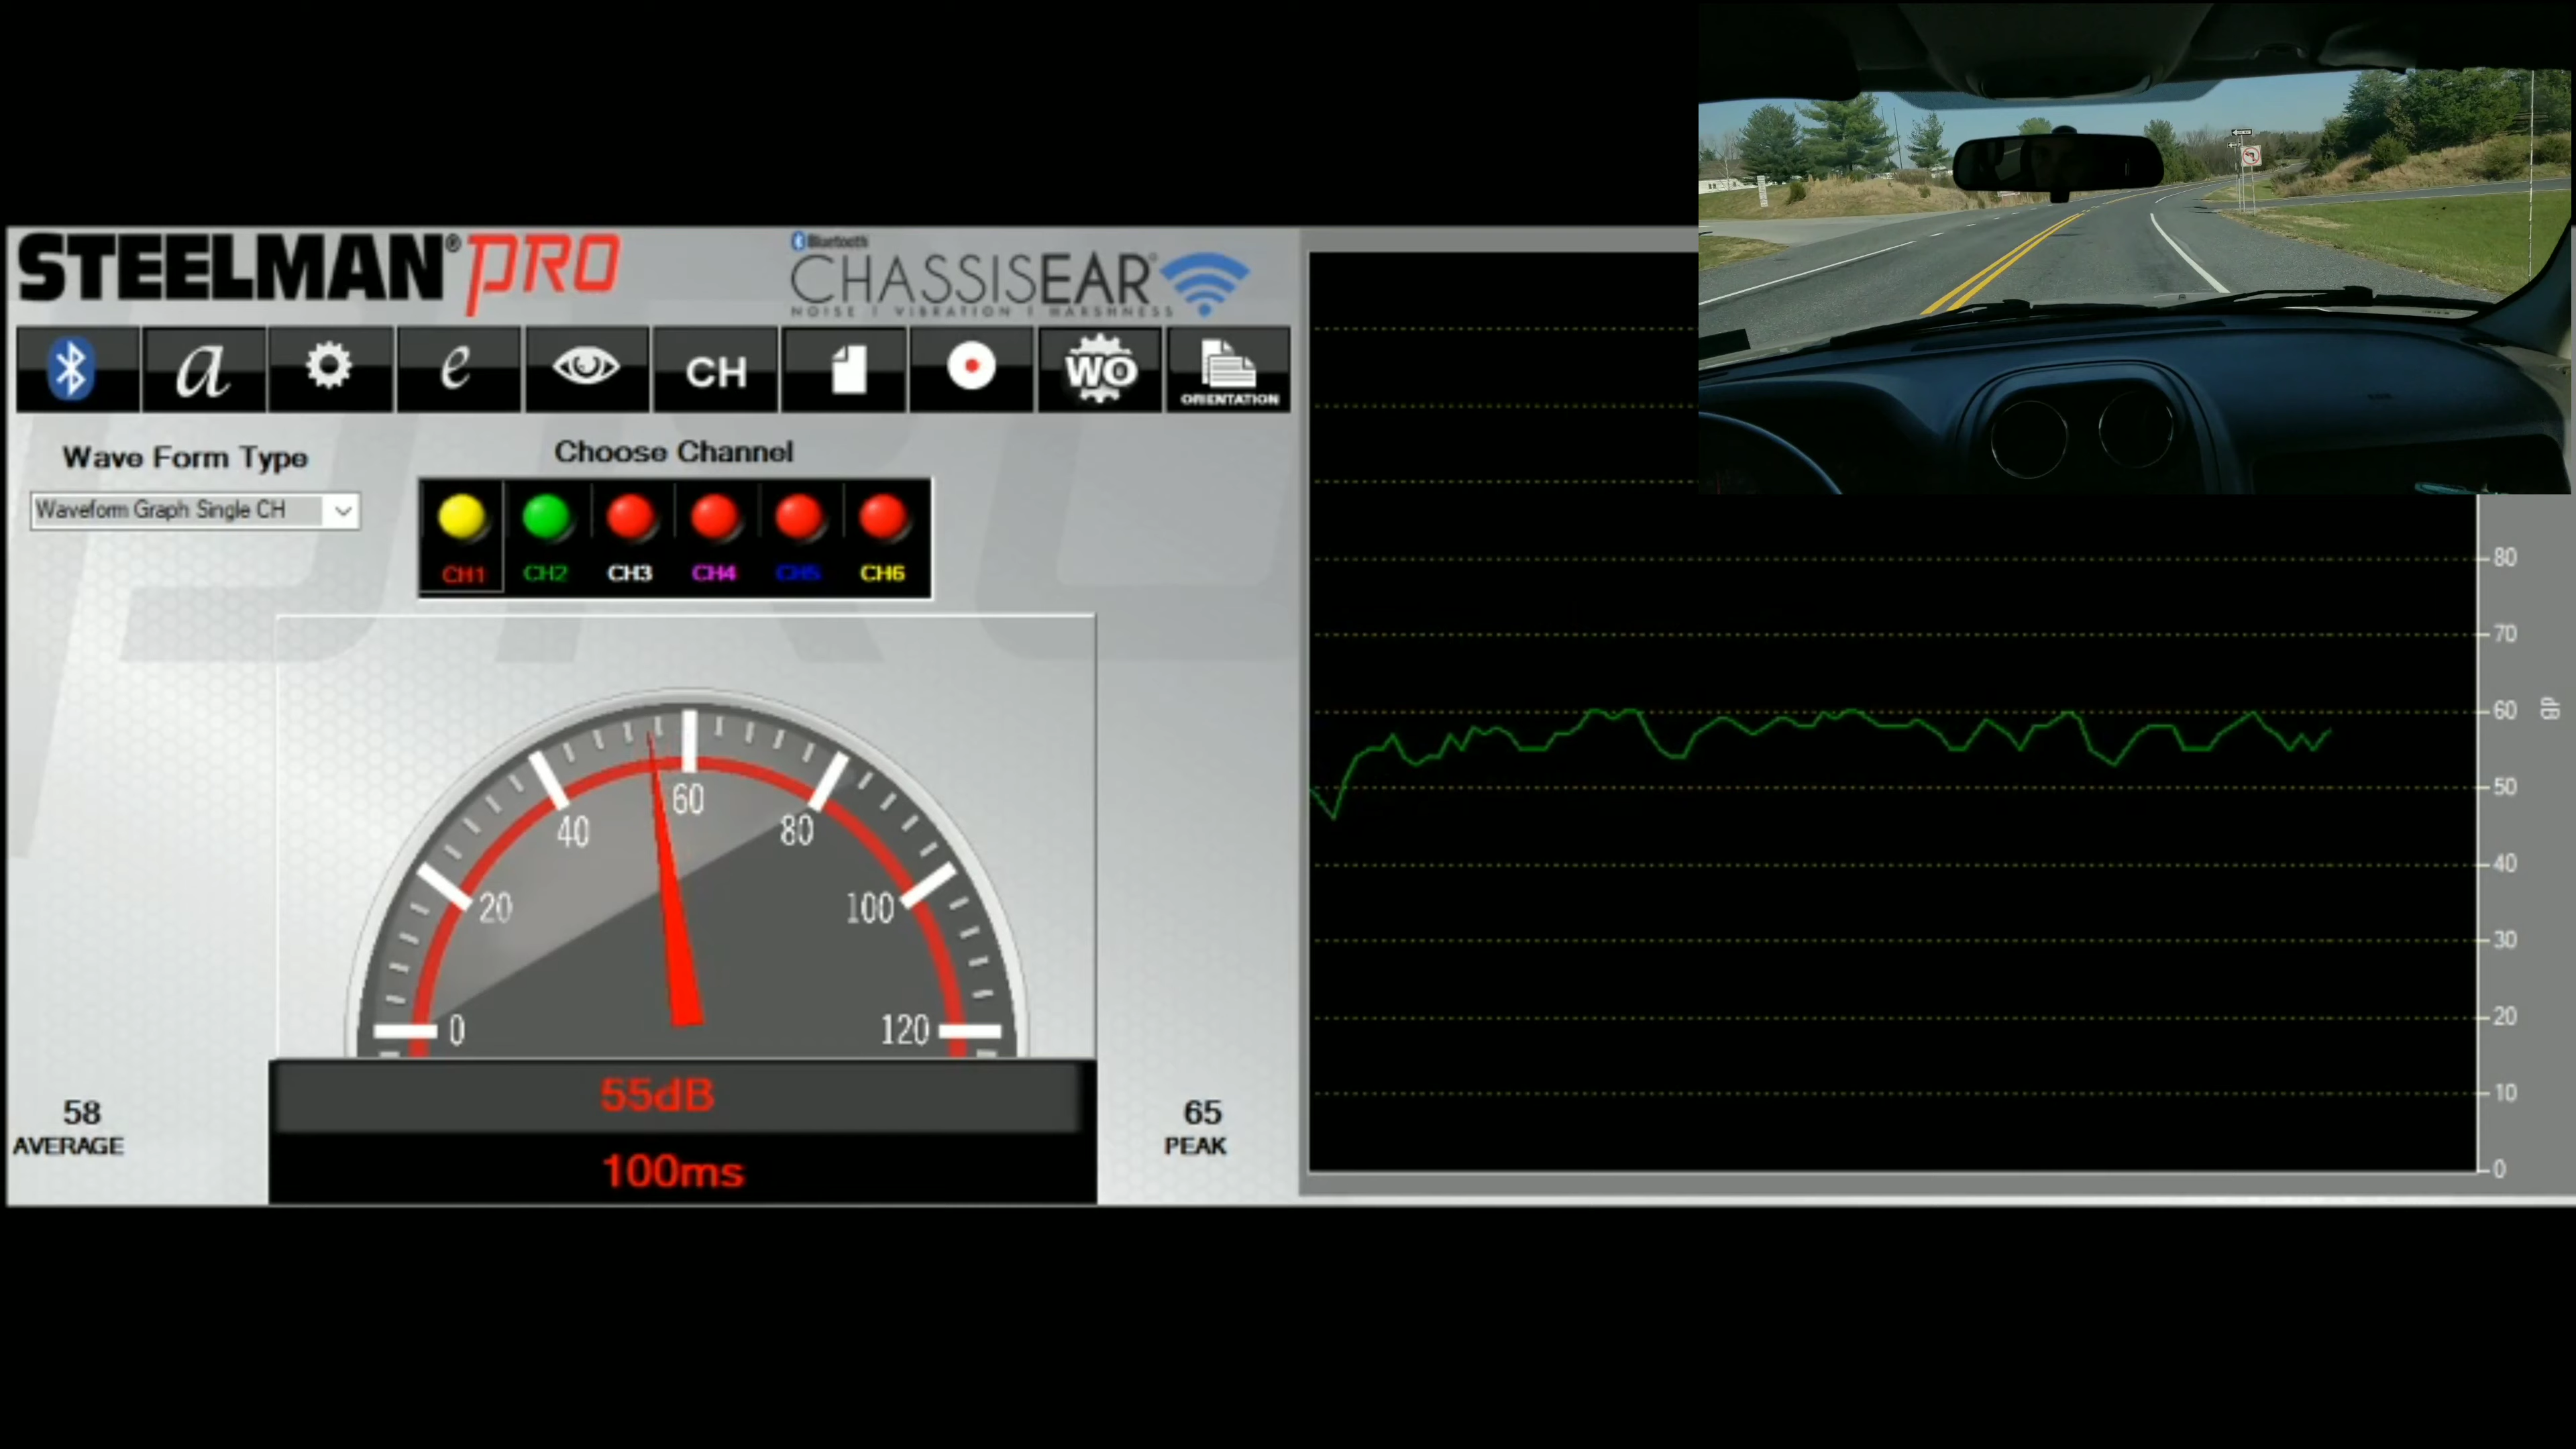 STEELMAN® PRO
Bluetooth
CHASSISEAR®
NOISE | VIBRATION | HARSHNESS
a
e
CH
WO
ORIENTATION
Wave Form Type
Waveform Graph Single CH
Choose Channel
CH1 CH2 CH3 CH4 CH5 CH6
0 20 40 60 80 100 120
55dB
100ms
58
AVERAGE
65
PEAK
80
70
60
50
40
30
20
10
0
dB